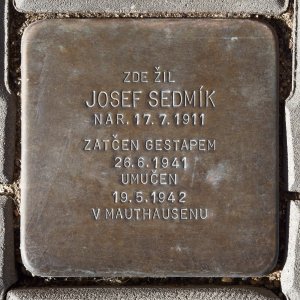 ZDE ŽIL
JOSEF SEDMÍK
NAR. 17. 7. 1911
ZATČEN GESTAPEM
26. 6. 1941
UMUČEN
19. 5. 1942
V MAUTHAUSENU